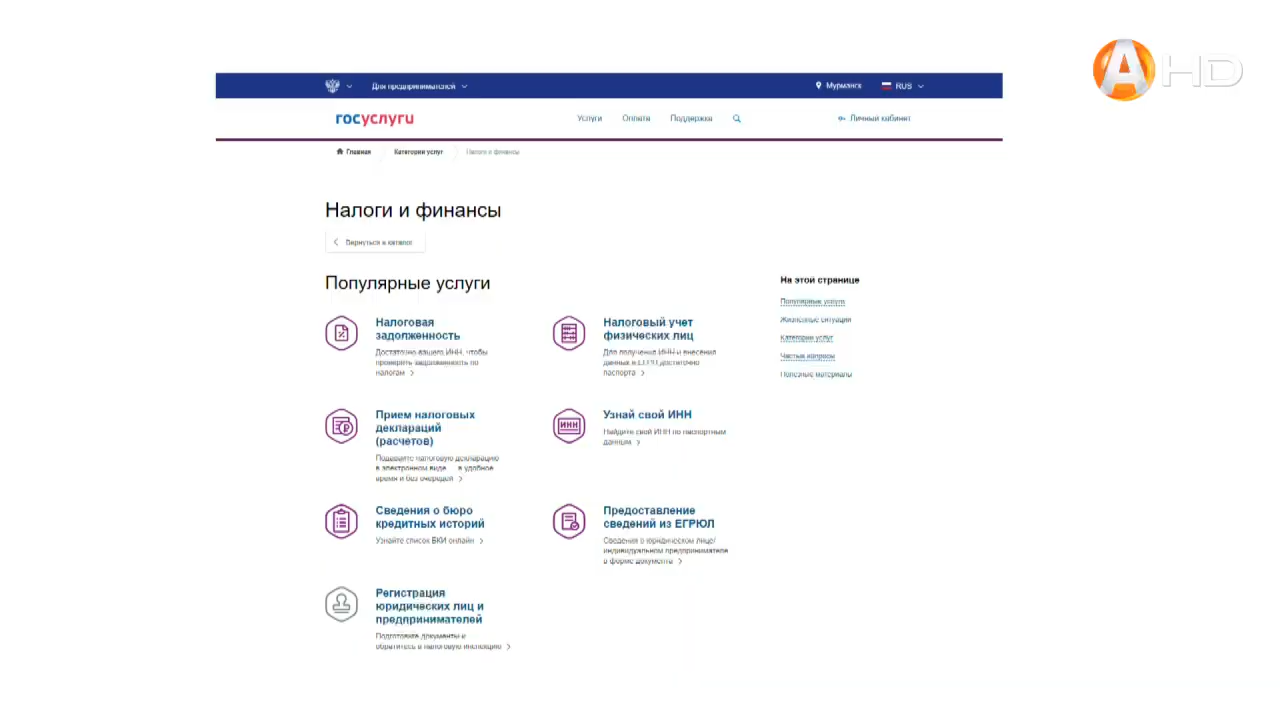 А HD
Для предпринимателей
Мурманск
RUS
госуслуги
Услуги
Оплата
Поддержка
Личный кабинет
Главная
Категории услуг
Налоги и финансы
Налоги и финансы
Вернуться в каталог
Популярные услуги
Налоговая
задолженность
Достаточно вашего ИНН, чтобы
проверить задолженность по
налогам
Налоговый учет
физических лиц
Для получения ИНН и внесения
данных в ЕГРН достаточно
паспорта
Прием налоговых
деклараций
(расчетов)
Подавайте налоговую декларацию
в электронном виде в удобное
время и без очередей
ИНН
Узнай свой ИНН
Найдите свой ИНН по паспортным
данным
Сведения о бюро
кредитных историй
Узнайте список БКИ онлайн
Предоставление
сведений из ЕГРЮЛ
Сведения о юридическом лице/
индивидуальном предпринимателе
в форме документа
Регистрация
юридических лиц и
предпринимателей
Подготовьте документы и
обратитесь в налоговую инспекцию
На этой странице
Популярные услуги
Жизненные ситуации
Категории услуг
Частые вопросы
Полезные материалы